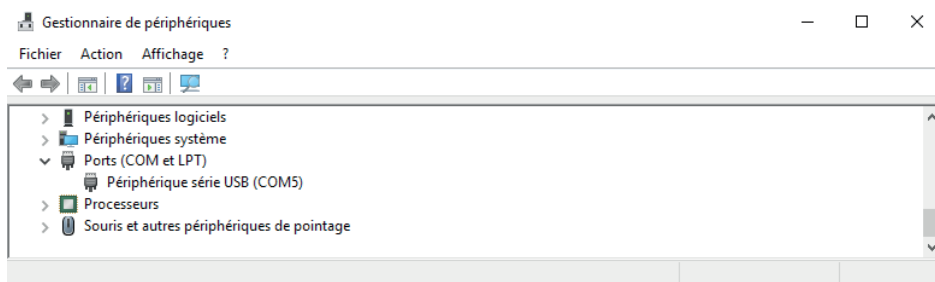 Gestionnaire de périphériques
Fichier Action Affichage ?
Périphériques logiciels
Périphériques système
Ports (COM et LPT)
Périphérique série USB (COM5)
Processeurs
Souris et autres périphériques de pointage